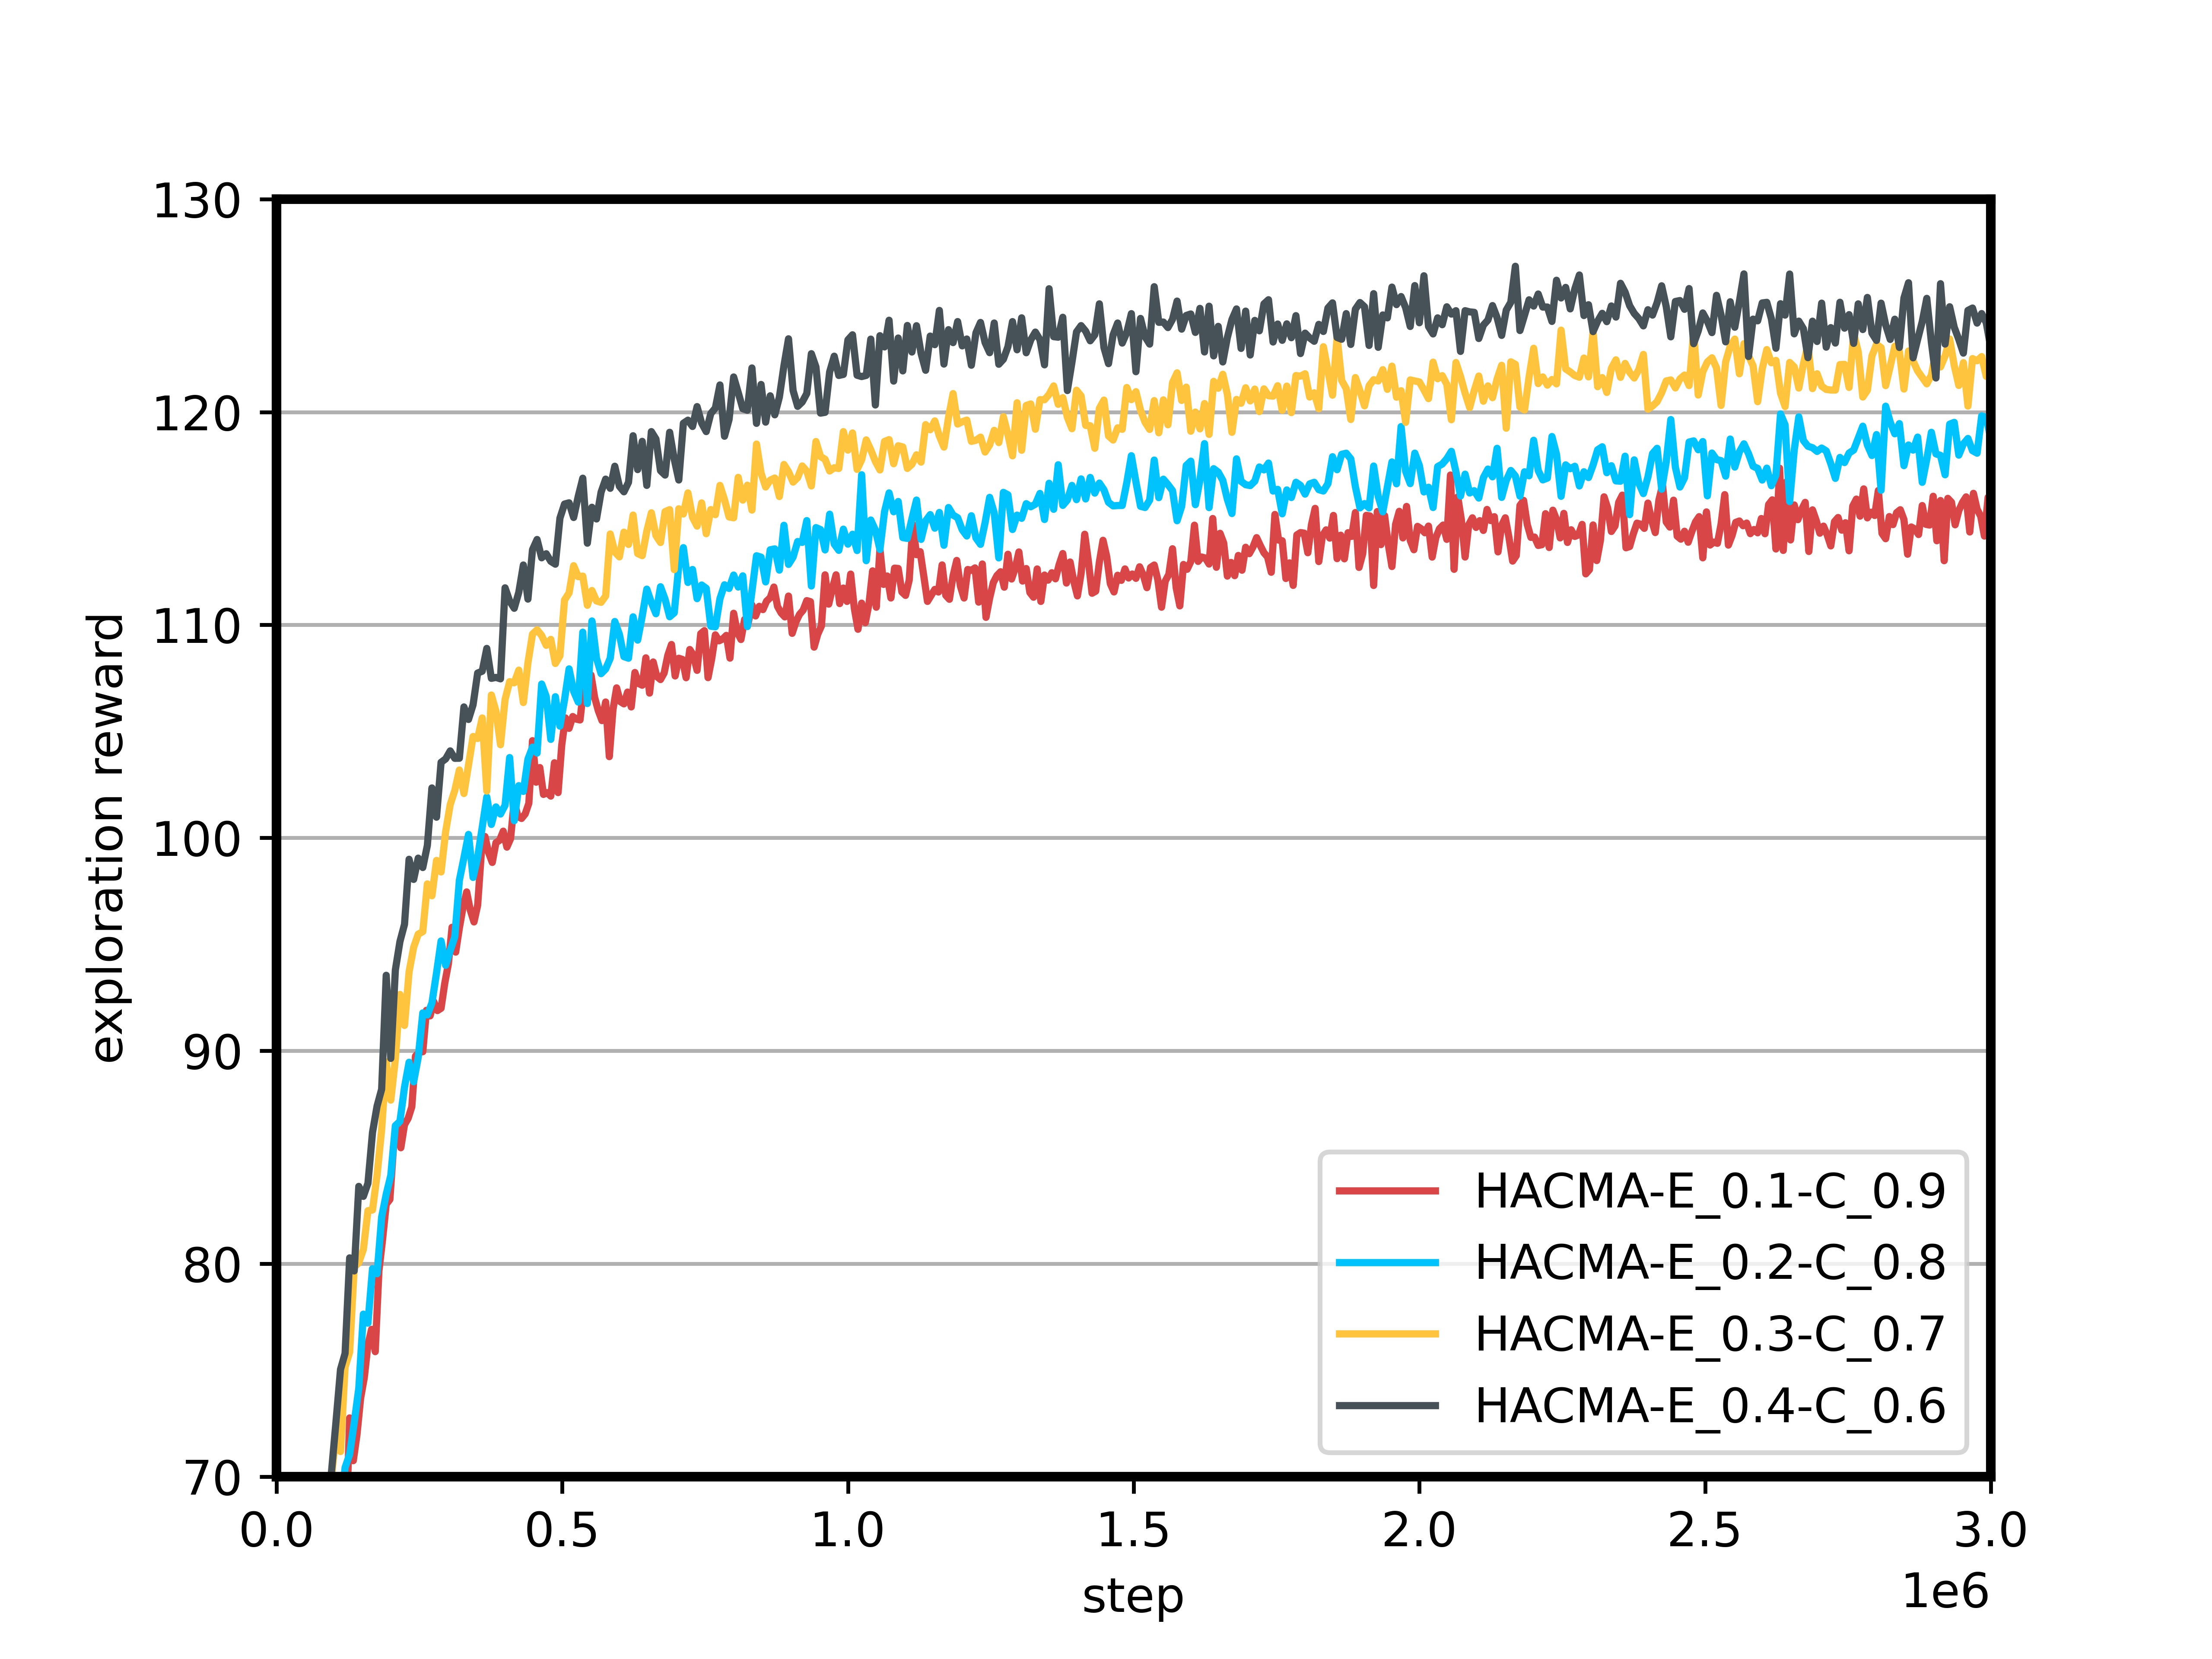 130
120
110
100
90
80
70
exploration reward
HACMA-E_0.1-C_0.9
HACMA-E_0.2-C_0.8
HACMA-E_0.3-C_0.7
HACMA-E_0.4-C_0.6
0.0 0.5 1.0 1.5 2.0 2.5 3.0
step
1e6